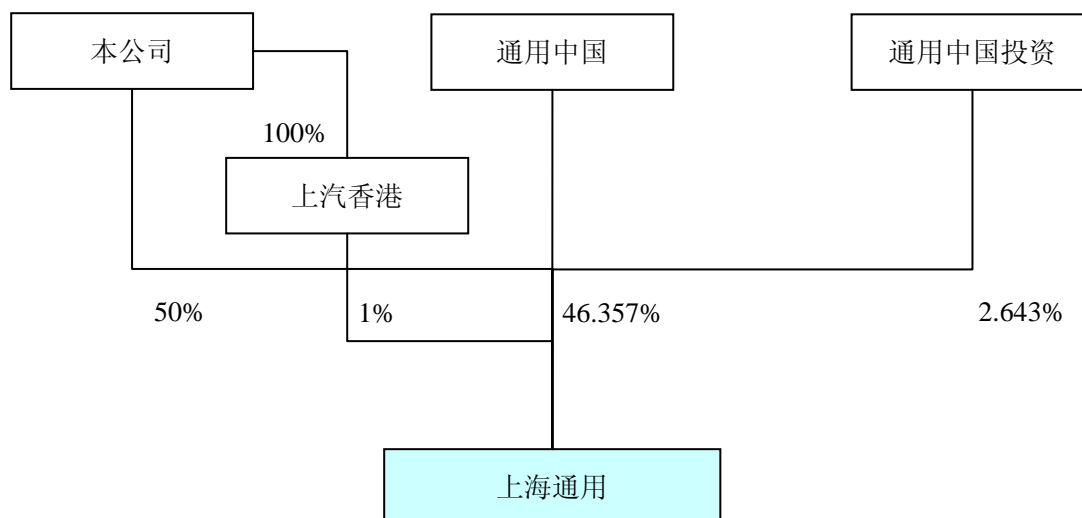 本公司
通用中国
通用中国投资
100%
上汽香港
50%
1%
46.357%
2.643%
上海通用